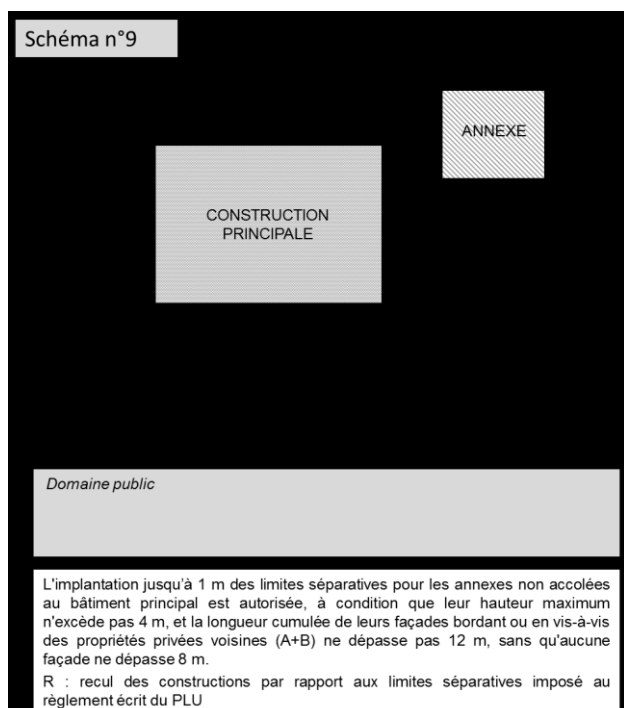 Schéma n°9
ANNEXE
CONSTRUCTION
PRINCIPALE
Domaine public
L'implantation jusqu'à 1 m des limites séparatives pour les annexes non accolées
au bâtiment principal est autorisée, à condition que leur hauteur maximum
n'excède pas 4 m, et la longueur cumulée de leurs façades bordant ou en vis-à-vis
des propriétés privées voisines (A+B) ne dépasse pas 12 m, sans qu'aucune
façade ne dépasse 8 m.
R : recul des constructions par rapport aux limites séparatives imposé au
règlement écrit du PLU